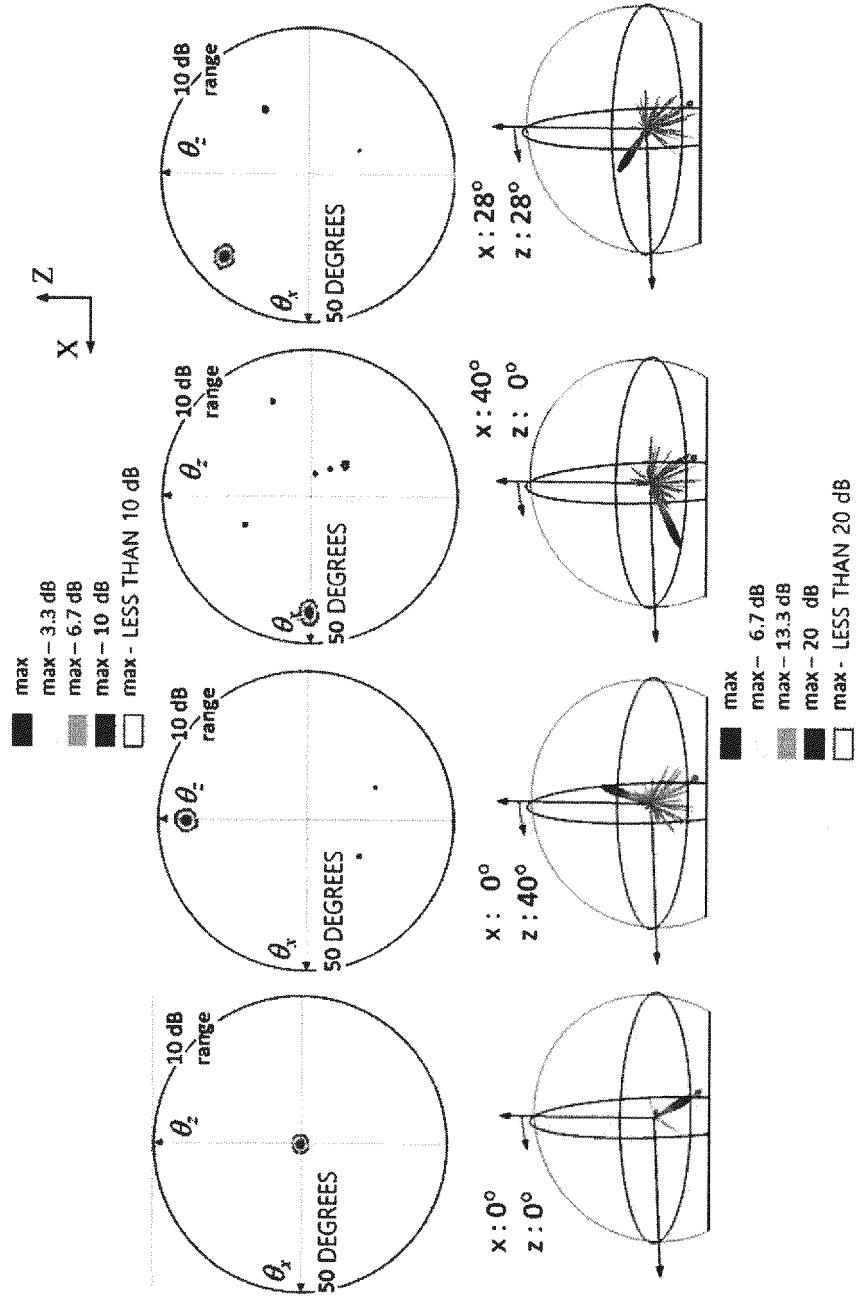 X
Z
max
max– 3.3 dB
max– 6.7 dB
max– 10 dB
max - LESS THAN 10 dB
10 dB
range
θz
θx
50 DEGREES
10 dB
range
θz
θx
50 DEGREES
10 dB
range
θz
θx
50 DEGREES
10 dB
range
θz
θx
50 DEGREES
x : 0°
z : 0°
x : 0°
z : 40°
x : 40°
z : 0°
x : 28°
z : 28°
max
max– 6.7 dB
max– 13.3 dB
max– 20 dB
max - LESS THAN 20 dB